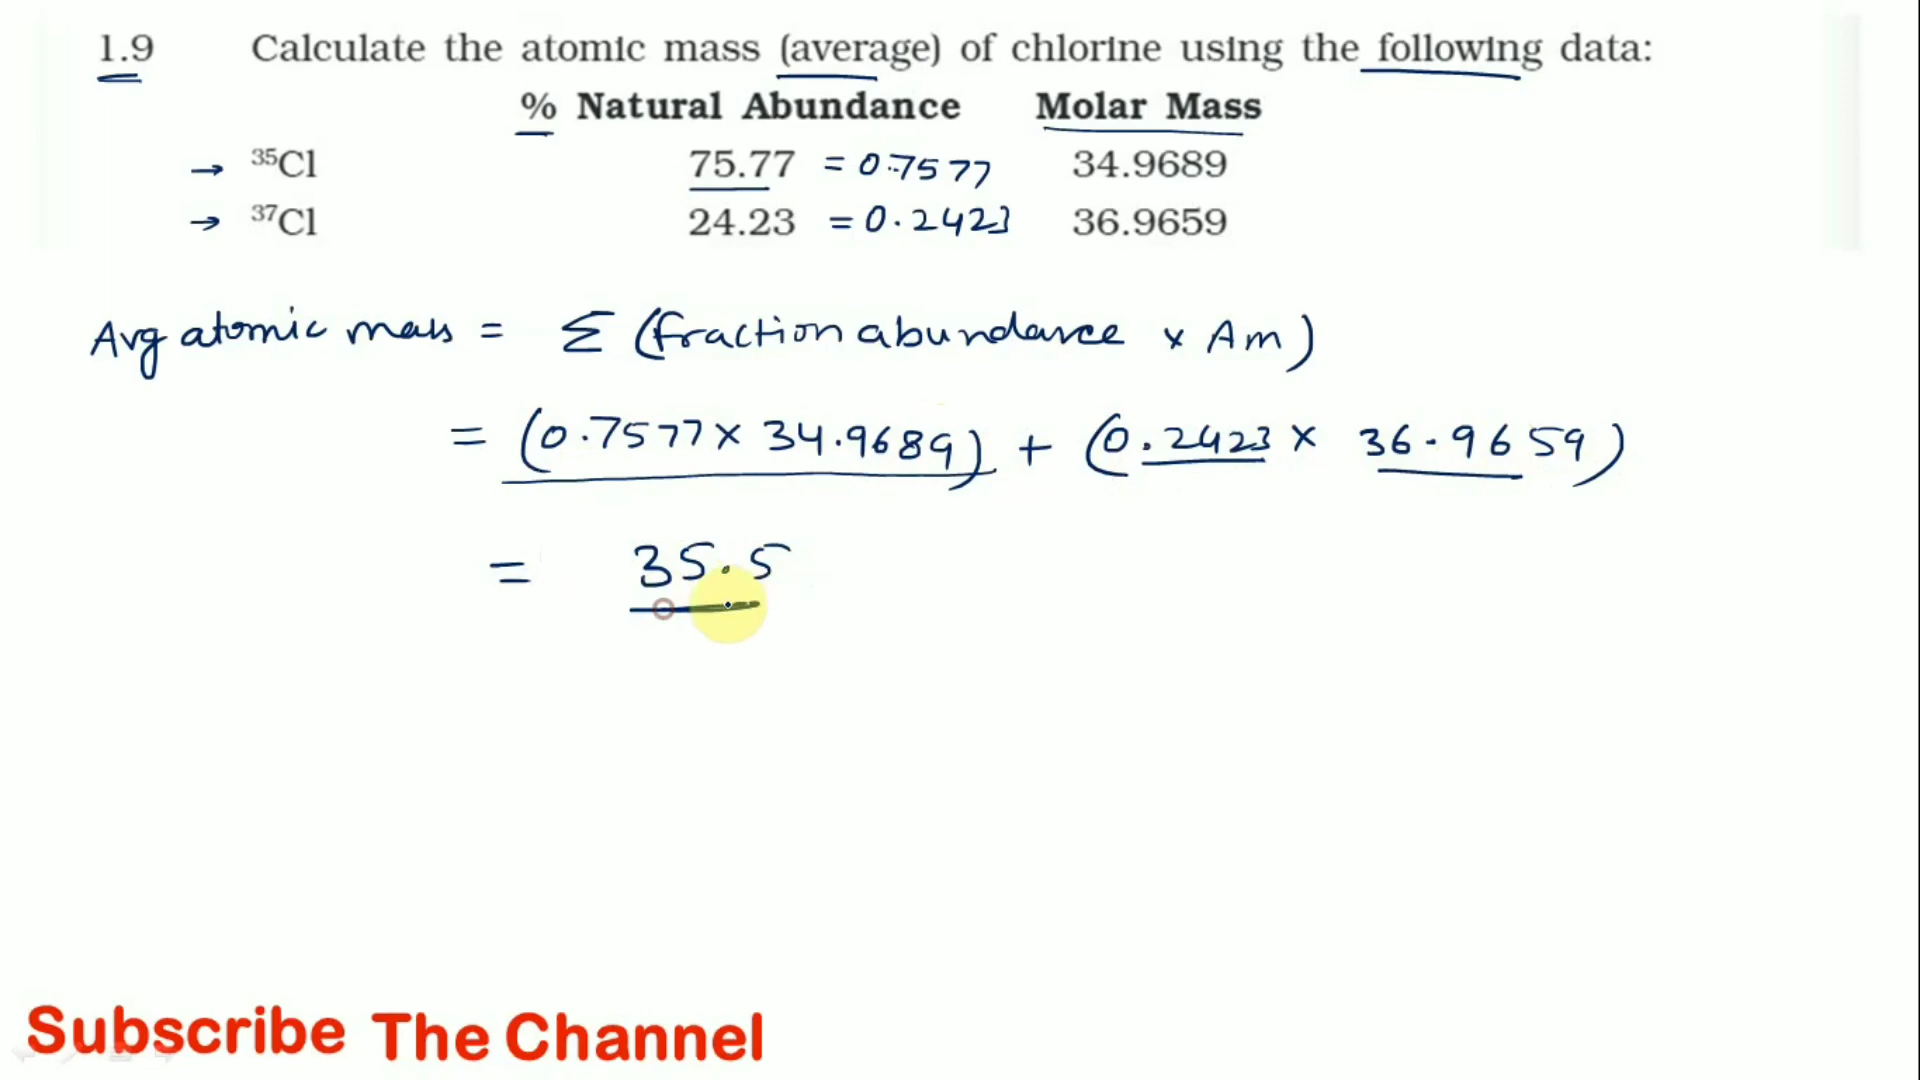 1.9 Calculate the atomic mass (average) of chlorine using the following data:
% Natural Abundance Molar Mass
→ ³⁵Cl 75.77 = 0.7577 34.9689
→ ³⁷Cl 24.23 = 0.2423 36.9659
Avg atomic mass = Σ (fraction abundance × Am)
= (0.7577 × 34.9689) + (0.2423 × 36.9659)
= 35.5
Subscribe The Channel